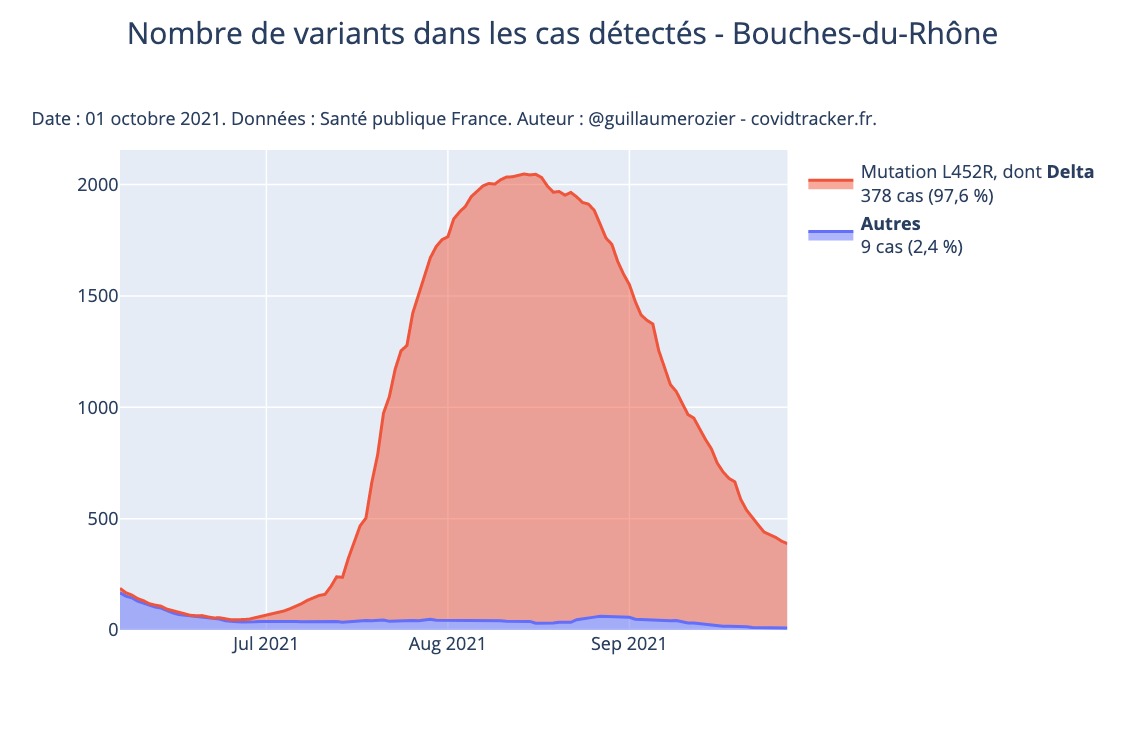 Nombre de variants dans les cas détectés - Bouches-du-Rhône
Date : 01 octobre 2021. Données : Santé publique France. Auteur : @guillaumerozier - covidtracker.fr.
2000
1500
1000
500
0
Jul 2021
Aug 2021
Sep 2021
Mutation L452R, dont Delta
378 cas (97,6 %)
Autres
9 cas (2,4 %)